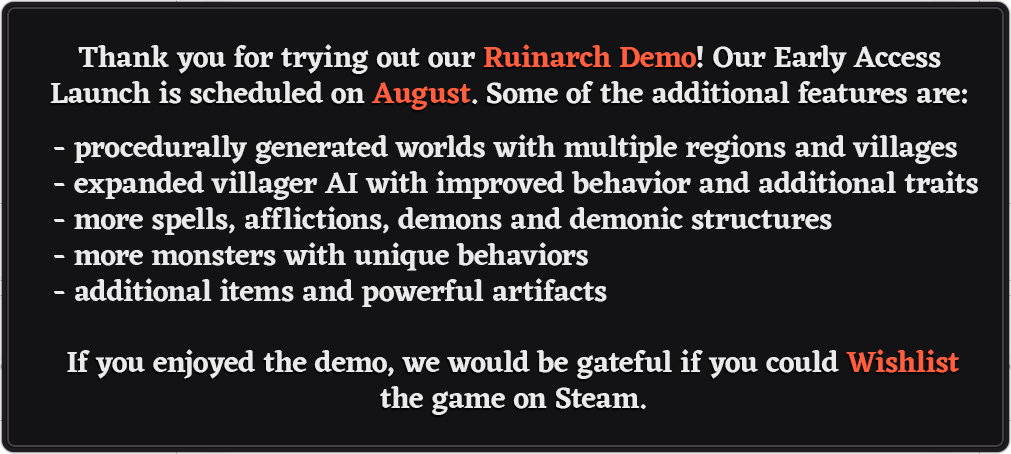 Thank you for trying out our Ruinarch Demo! Our Early Access
Launch is scheduled on August. Some of the additional features are:
- procedurally generated worlds with multiple regions and villages
- expanded villager AI with improved behavior and additional traits
- more spells, afflictions, demons and demonic structures
- more monsters with unique behaviors
- additional items and powerful artifacts
If you enjoyed the demo, we would be gateful if you could Wishlist
the game on Steam.